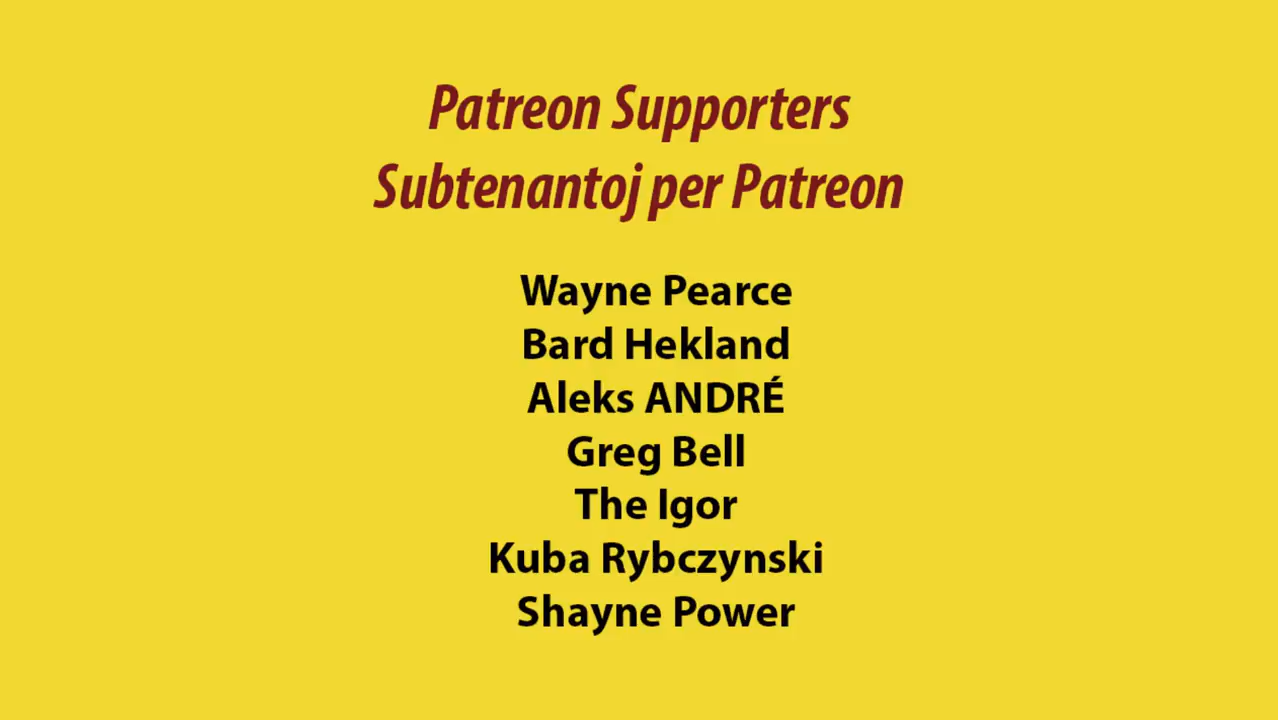 Patreon Supporters
Subtenantoj per Patreon
Wayne Pearce
Bard Hekland
Aleks ANDRÉ
Greg Bell
The Igor
Kuba Rybczynski
Shayne Power